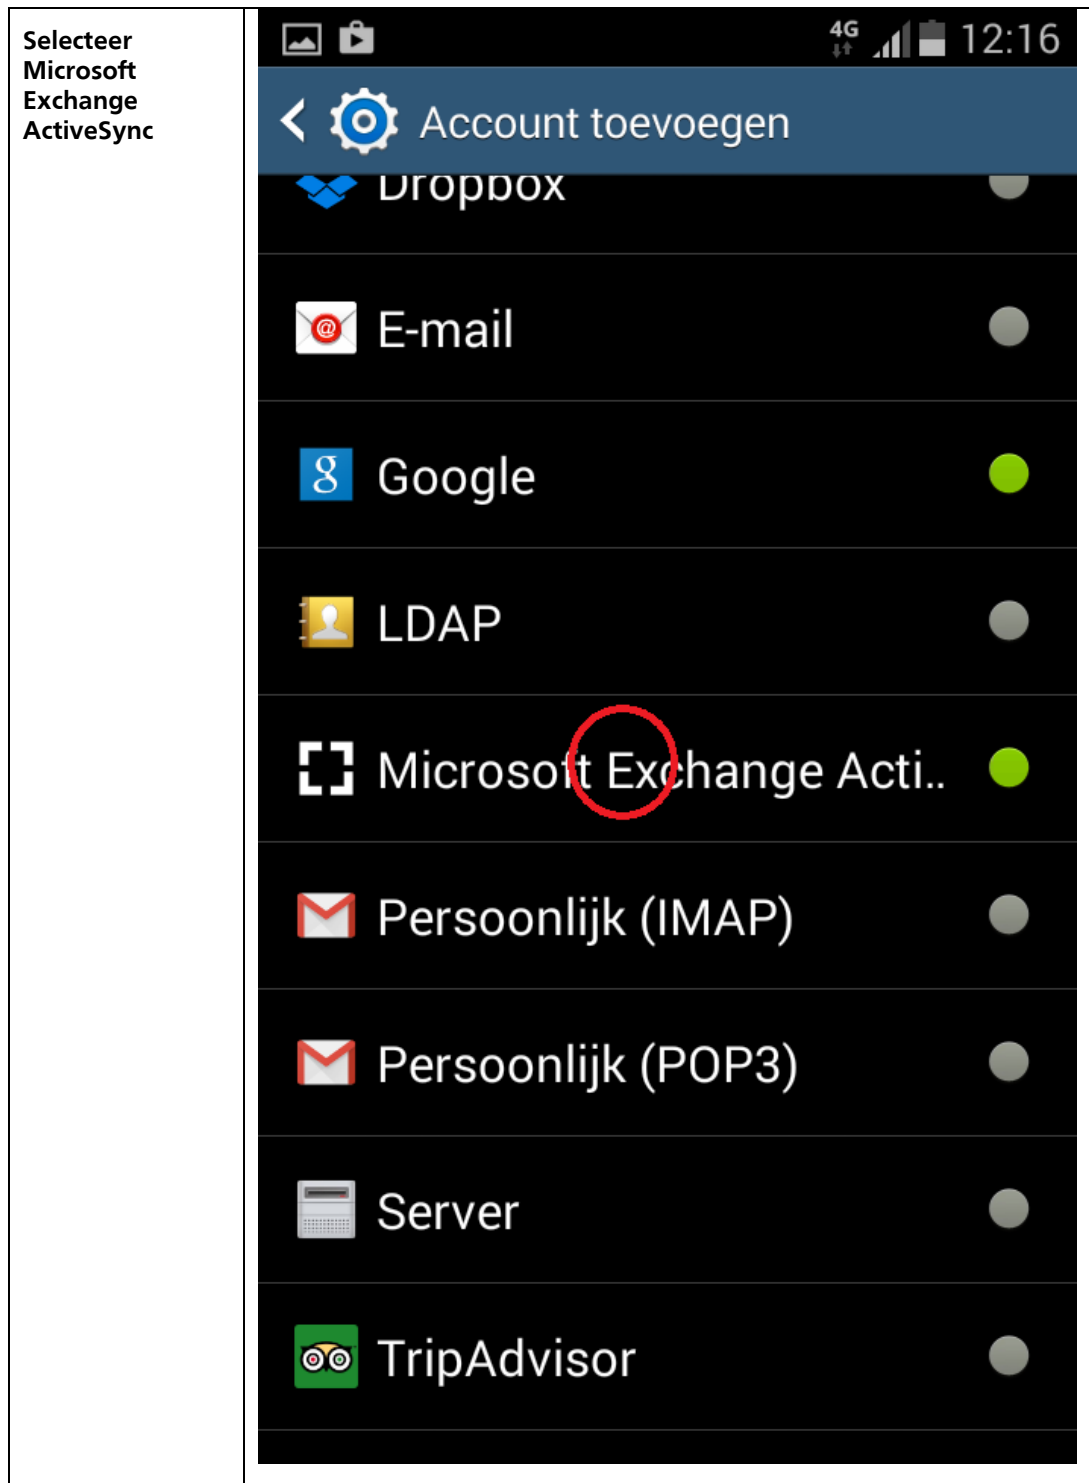 Selecteer
Microsoft
Exchange
ActiveSync
4G 12:16
Account toevoegen
Dropbox
E-mail
Google
LDAP
Microsoft Exchange Acti..
Persoonlijk (IMAP)
Persoonlijk (POP3)
Server
TripAdvisor